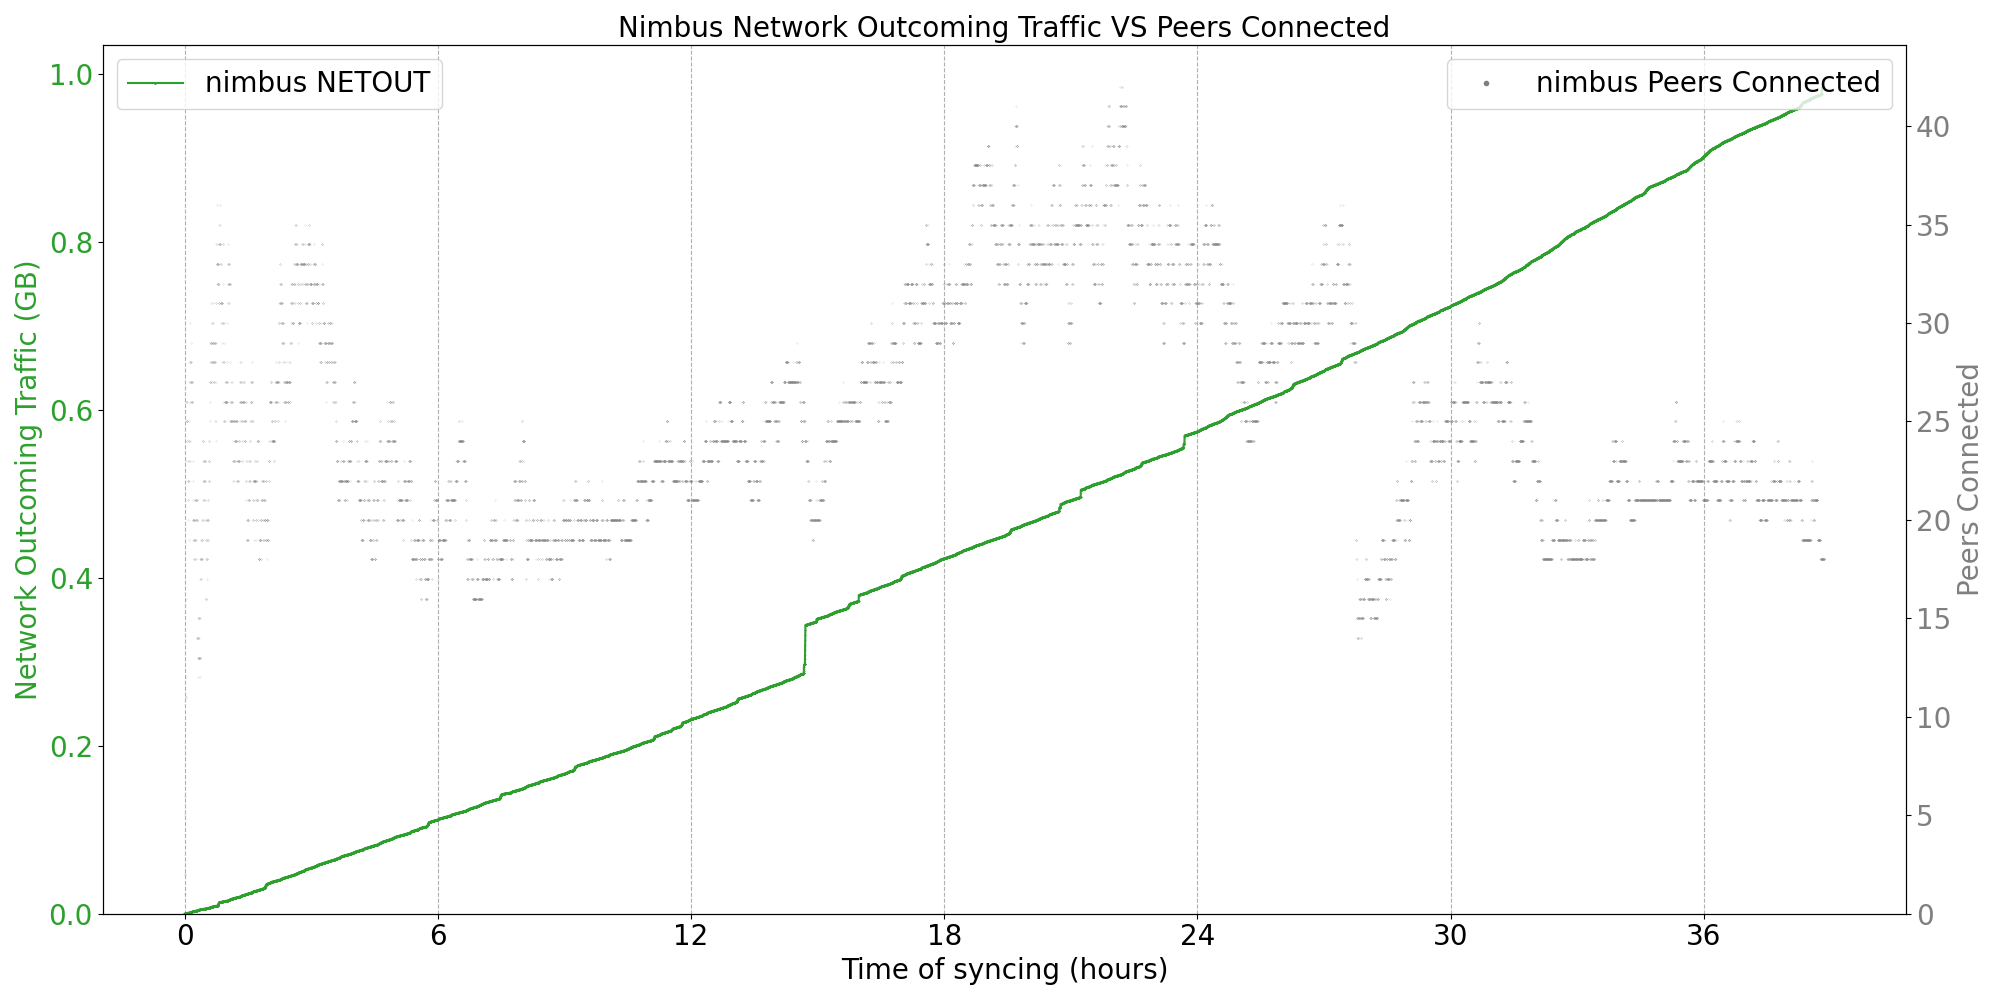 Nimbus Network Outcoming Traffic VS Peers Connected
nimbus NETOUT
nimbus Peers Connected
Network Outcoming Traffic (GB)
1.0
0.8
0.6
0.4
0.2
0.0
40
35
30
25
20
15
10
5
0
Peers Connected
0 6 12 18 24 30 36
Time of syncing (hours)